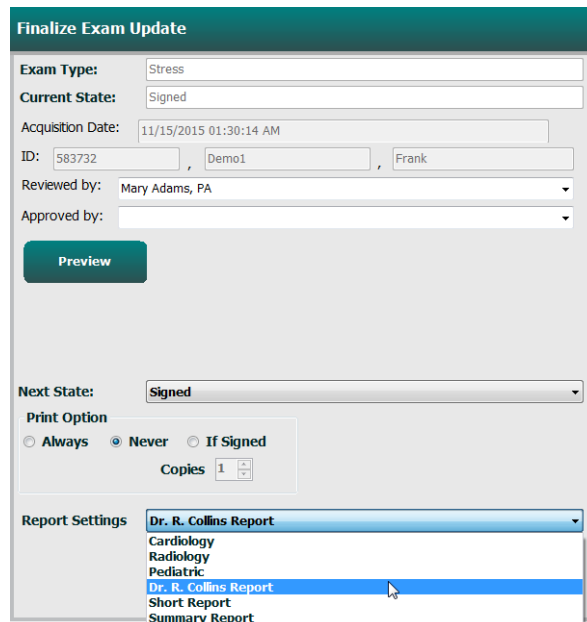 Finalize Exam Update
Exam Type: Stress
Current State: Signed
Acquisition Date: 11/15/2015 01:30:14 AM
ID: 583732 , Demo1 , Frank
Reviewed by: Mary Adams, PA
Approved by:
Preview
Next State: Signed
Print Option
Always Never If Signed
Copies 1
Report Settings Dr. R. Collins Report
Cardiology
Radiology
Pediatric
Dr. R. Collins Report
Short Report
Summary Report